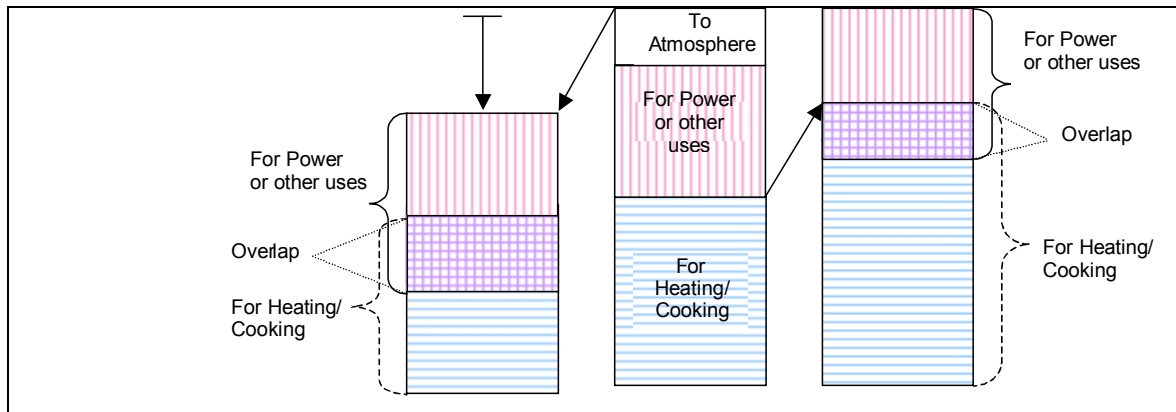 For Power
or other uses
Overlap
For Heating/
Cooking
To
Atmosphere
For Power
or other
uses
For
Heating/
Cooking
For Power
or other uses
Overlap
For Heating/
Cooking